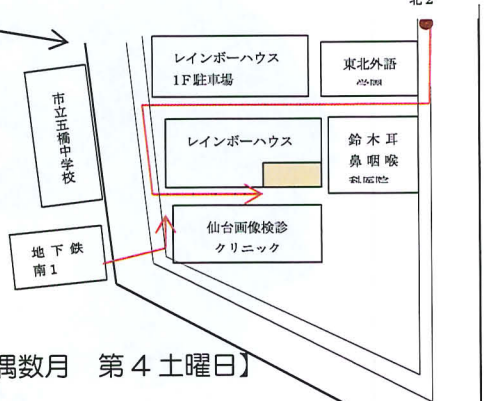 北2
レインボーハウス
1F駐車場
東北外語
学園
市立五橋中学校
レインボーハウス
鈴木耳
鼻咽喉
科医院
仙台画像検診
クリニック
地下鉄
南1
偶数月 第4土曜日】